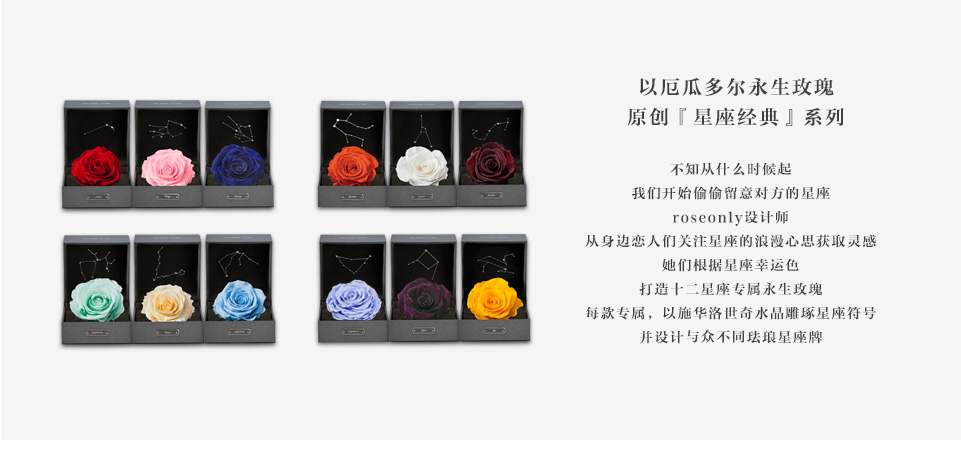 以厄瓜多尔永生玫瑰
原创『星座经典』系列
不知从什么时候起
我们开始偷偷留意对方的星座
roseonly设计师
从身边恋人们关注星座的浪漫心思获取灵感
她们根据星座幸运色
打造十二星座专属永生玫瑰
每款专属，以施华洛世奇水晶雕琢星座符号
并设计与众不同珐琅星座牌